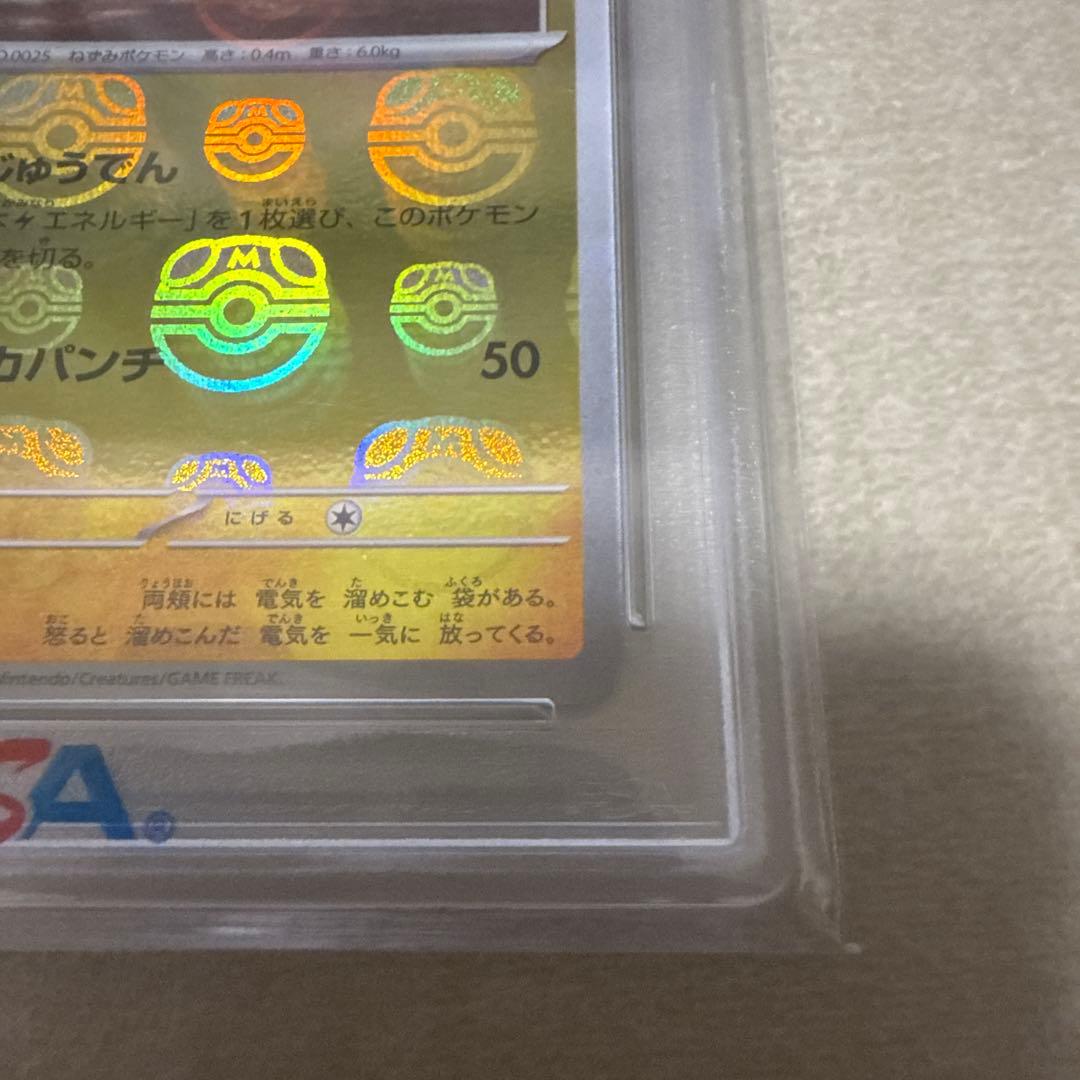 0025 ねずみポケモン 高さ：0.4m 重さ：6.0kg
じゅうでん
エネルギー」を1枚選び、このポケモン
を切る。
カパンチ 50
にげる
両頬には 電気を 溜めこむ 袋がある。
怒ると 溜めこんだ 電気を 一気に 放ってくる。
Nintendo/Creatures/GAME FREAK.
SA®